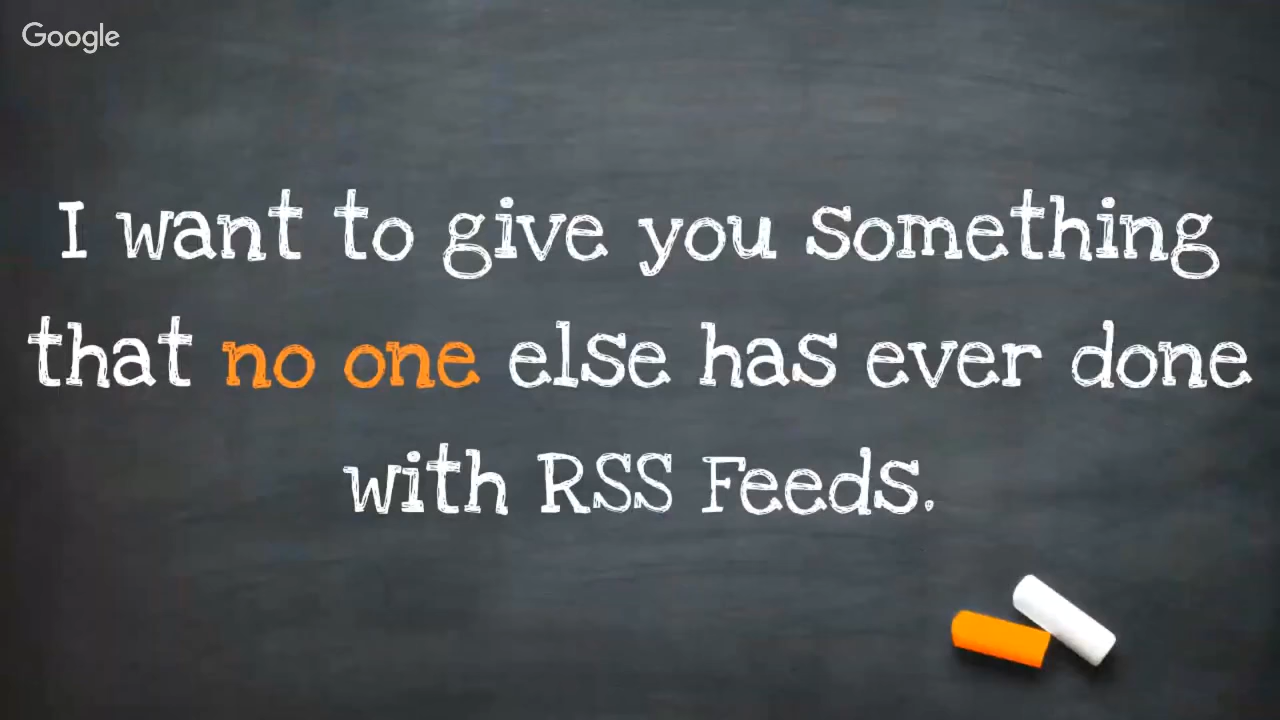 Google
I want to give you something
that no one else has ever done
with RSS Feeds.